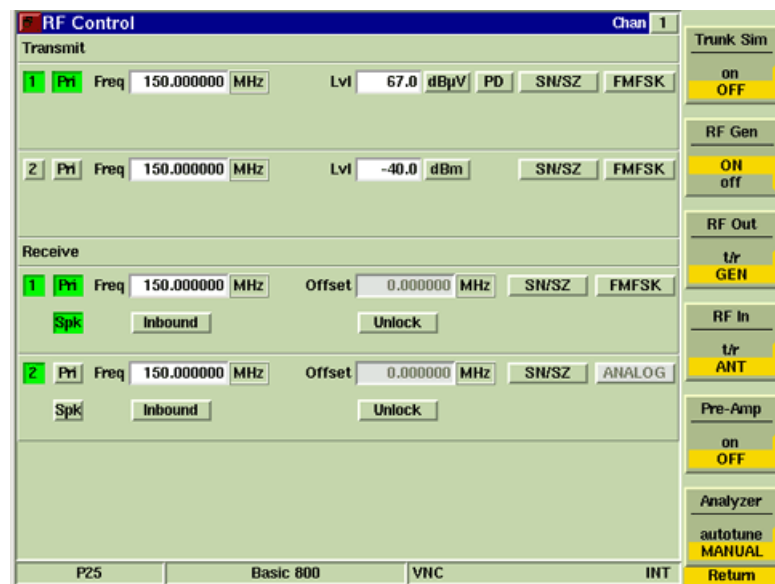 RF Control Chan 1
Transmit
1 Pri Freq 150.000000 MHz Lvl 67.0 dBµV PD SN/SZ FMFSK
2 Pri Freq 150.000000 MHz Lvl -40.0 dBm SN/SZ FMFSK
Receive
1 Pri Freq 150.000000 MHz Offset 0.000000 MHz SN/SZ FMFSK
Spk Inbound Unlock
2 Pri Freq 150.000000 MHz Offset 0.000000 MHz SN/SZ ANALOG
Spk Inbound Unlock
P25 Basic 800 VNC INT
Trunk Sim
on
OFF
RF Gen
ON
off
RF Out
t/r
GEN
RF In
t/r
ANT
Pre-Amp
on
OFF
Analyzer
autotune
MANUAL
Return